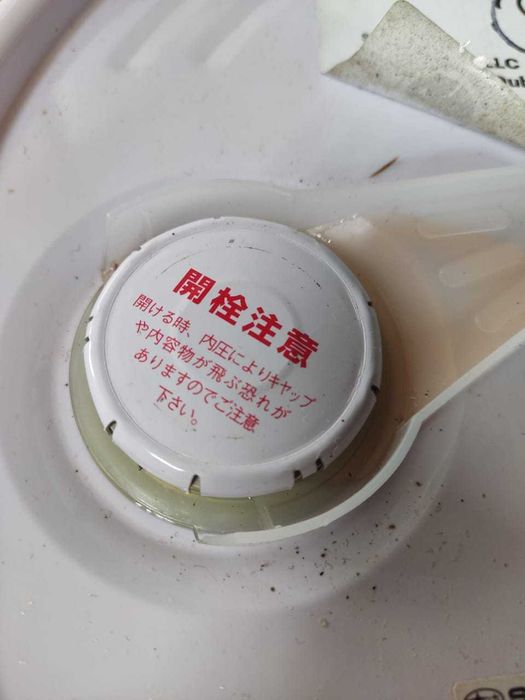 LLC
開栓注意
開ける時、内圧によりキャップ
や内容物が飛ぶ恐れが
ありますのでご注意
下さい。